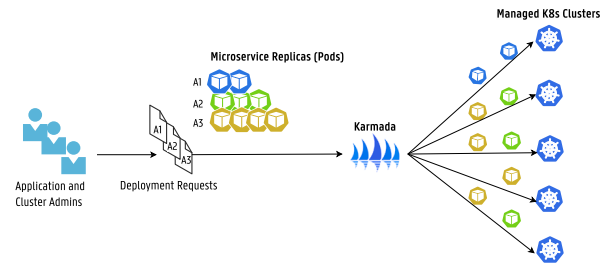 Managed K8s Clusters
Microservice Replicas (Pods)
A1
A2
A3
A1
A2
A3
Karmada
Application and
Cluster Admins
Deployment Requests